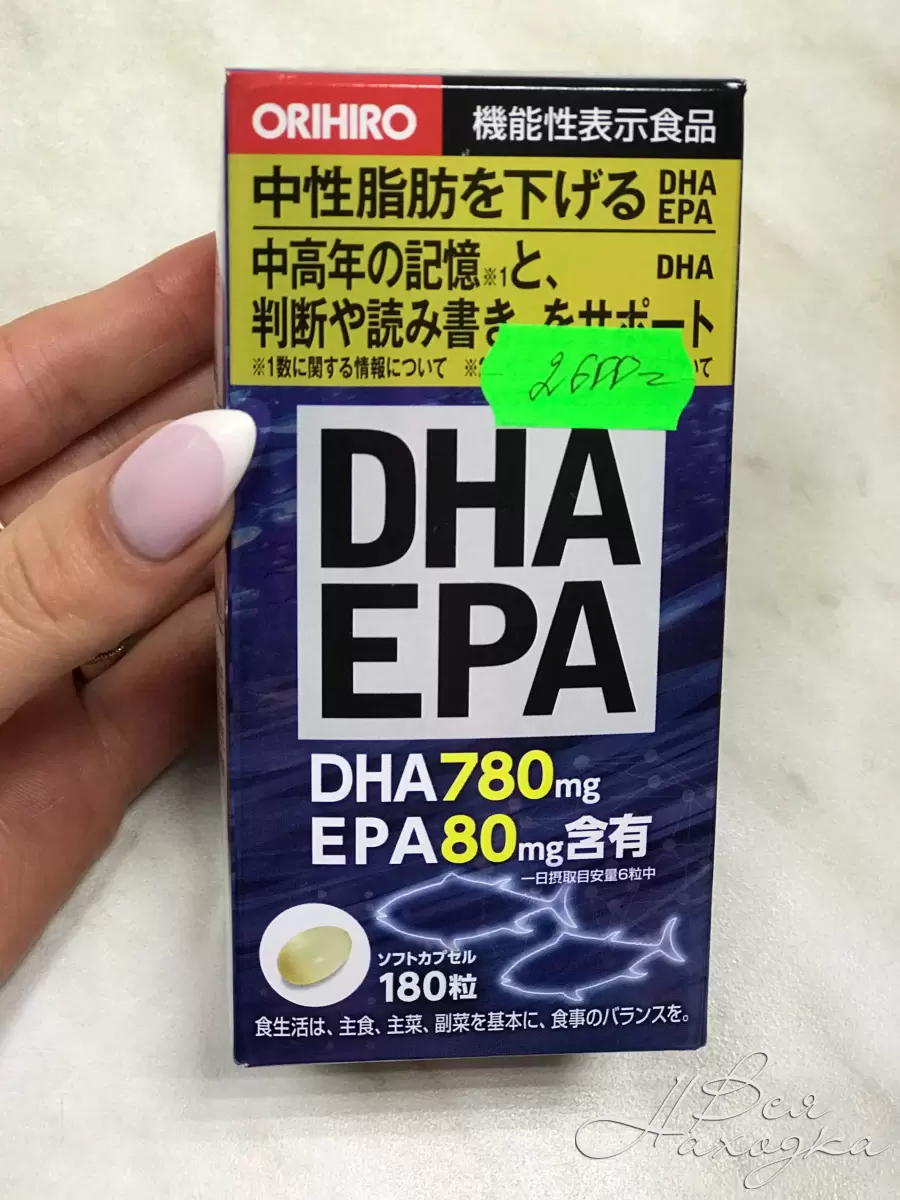 ORIHIRO 機能性表示食品
中性脂肪を下げる DHA EPA
中高年の記憶※1と、 DHA
判断や読み書き をサポート
※1数に関する情報について
2600=
DHA
EPA
DHA780mg
EPA80mg含有
一日摂取目安量6粒中
ソフトカプセル
180粒
食生活は、主食、主菜、副菜を基本に、食事のバランスを。
Вся
Находка